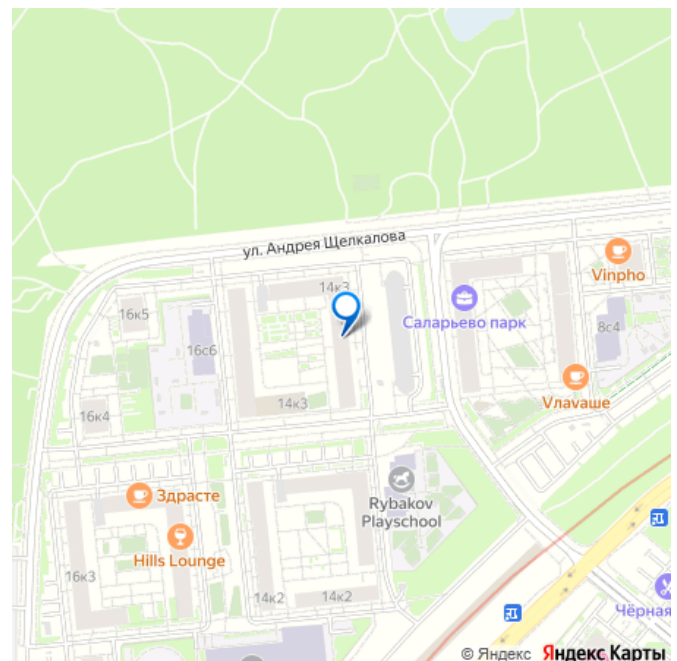 ул. Андрея Щелкалова
Vinpho
14к3
16к5
Саларьево парк
8с4
16с6
Vлаvаше
14к3
16к4
Здрасте
Rybakov
Playschool
Hills Lounge
16к3
14к2
14к2
Чёрная
© Яндекс Яндекс Карты